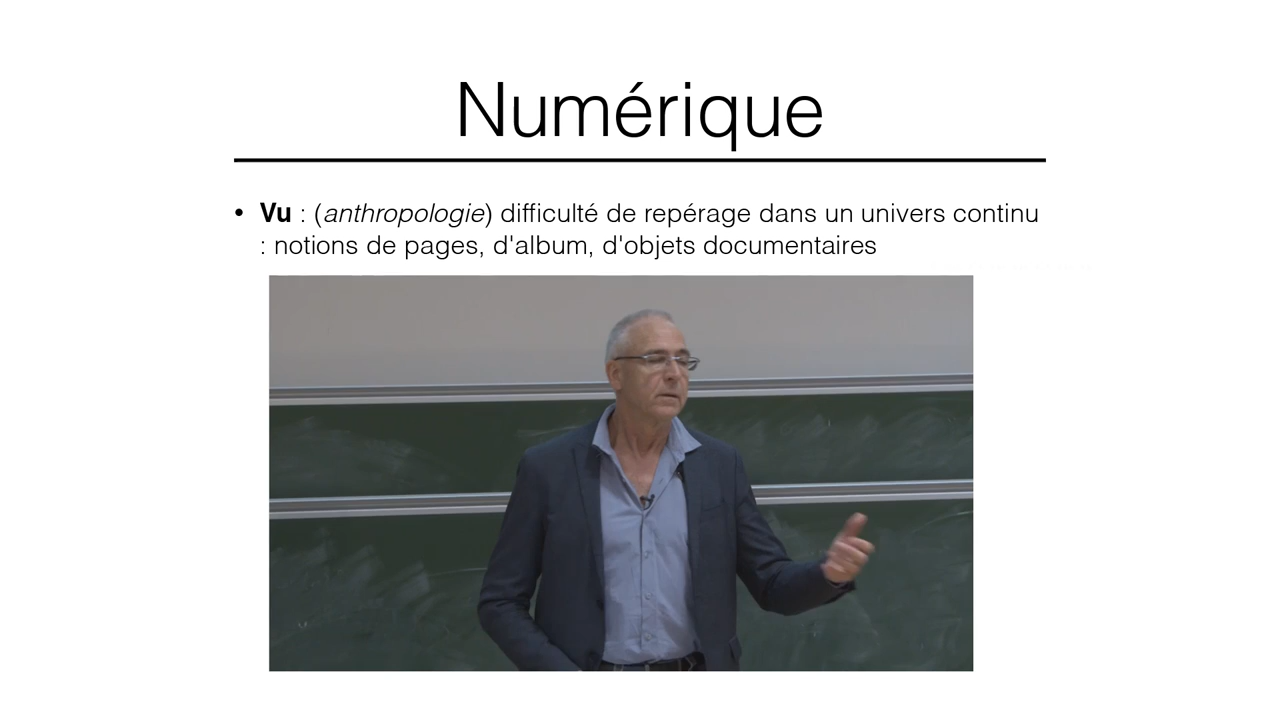 Numérique
• Vu : (anthropologie) difficulté de repérage dans un univers continu
: notions de pages, d'album, d'objets documentaires